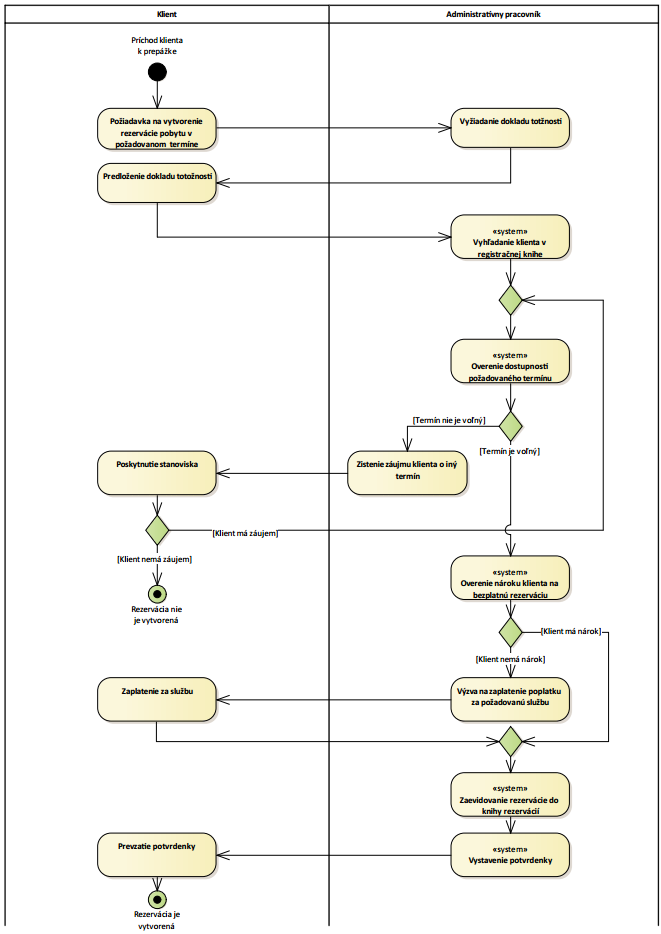 Klient
Administratívny pracovník
Príchod klienta
k prepážke
Požiadavka na vytvorenie
rezervácie pobytu v
požadovanom termíne
Vyžiadanie dokladu totžnosti
Predloženie dokladu totožnosti
«system»
Vyhľadanie klienta v
registračnej knihe
«system»
Overenie dostupnosti
požadovaného termínu
[Termín nie je voľný]
[Termín je voľný]
Poskytnutie stanoviska
Zistenie záujmu klienta o iný
termín
[Klient má záujem]
[Klient nemá záujem]
«system»
Overenie nároku klienta na
bezplatnú rezerváciu
Rezervácia nie
je vytvorená
[Klient má nárok]
[Klient nemá nárok]
Zaplatenie za službu
Výzva na zaplatenie poplatku
za požadovanú službu
«system»
Zaevidovanie rezervácie do
knihy rezervácií
Prevzatie potvrdenky
«system»
Vystavenie potvrdenky
Rezervácia je
vytvorená